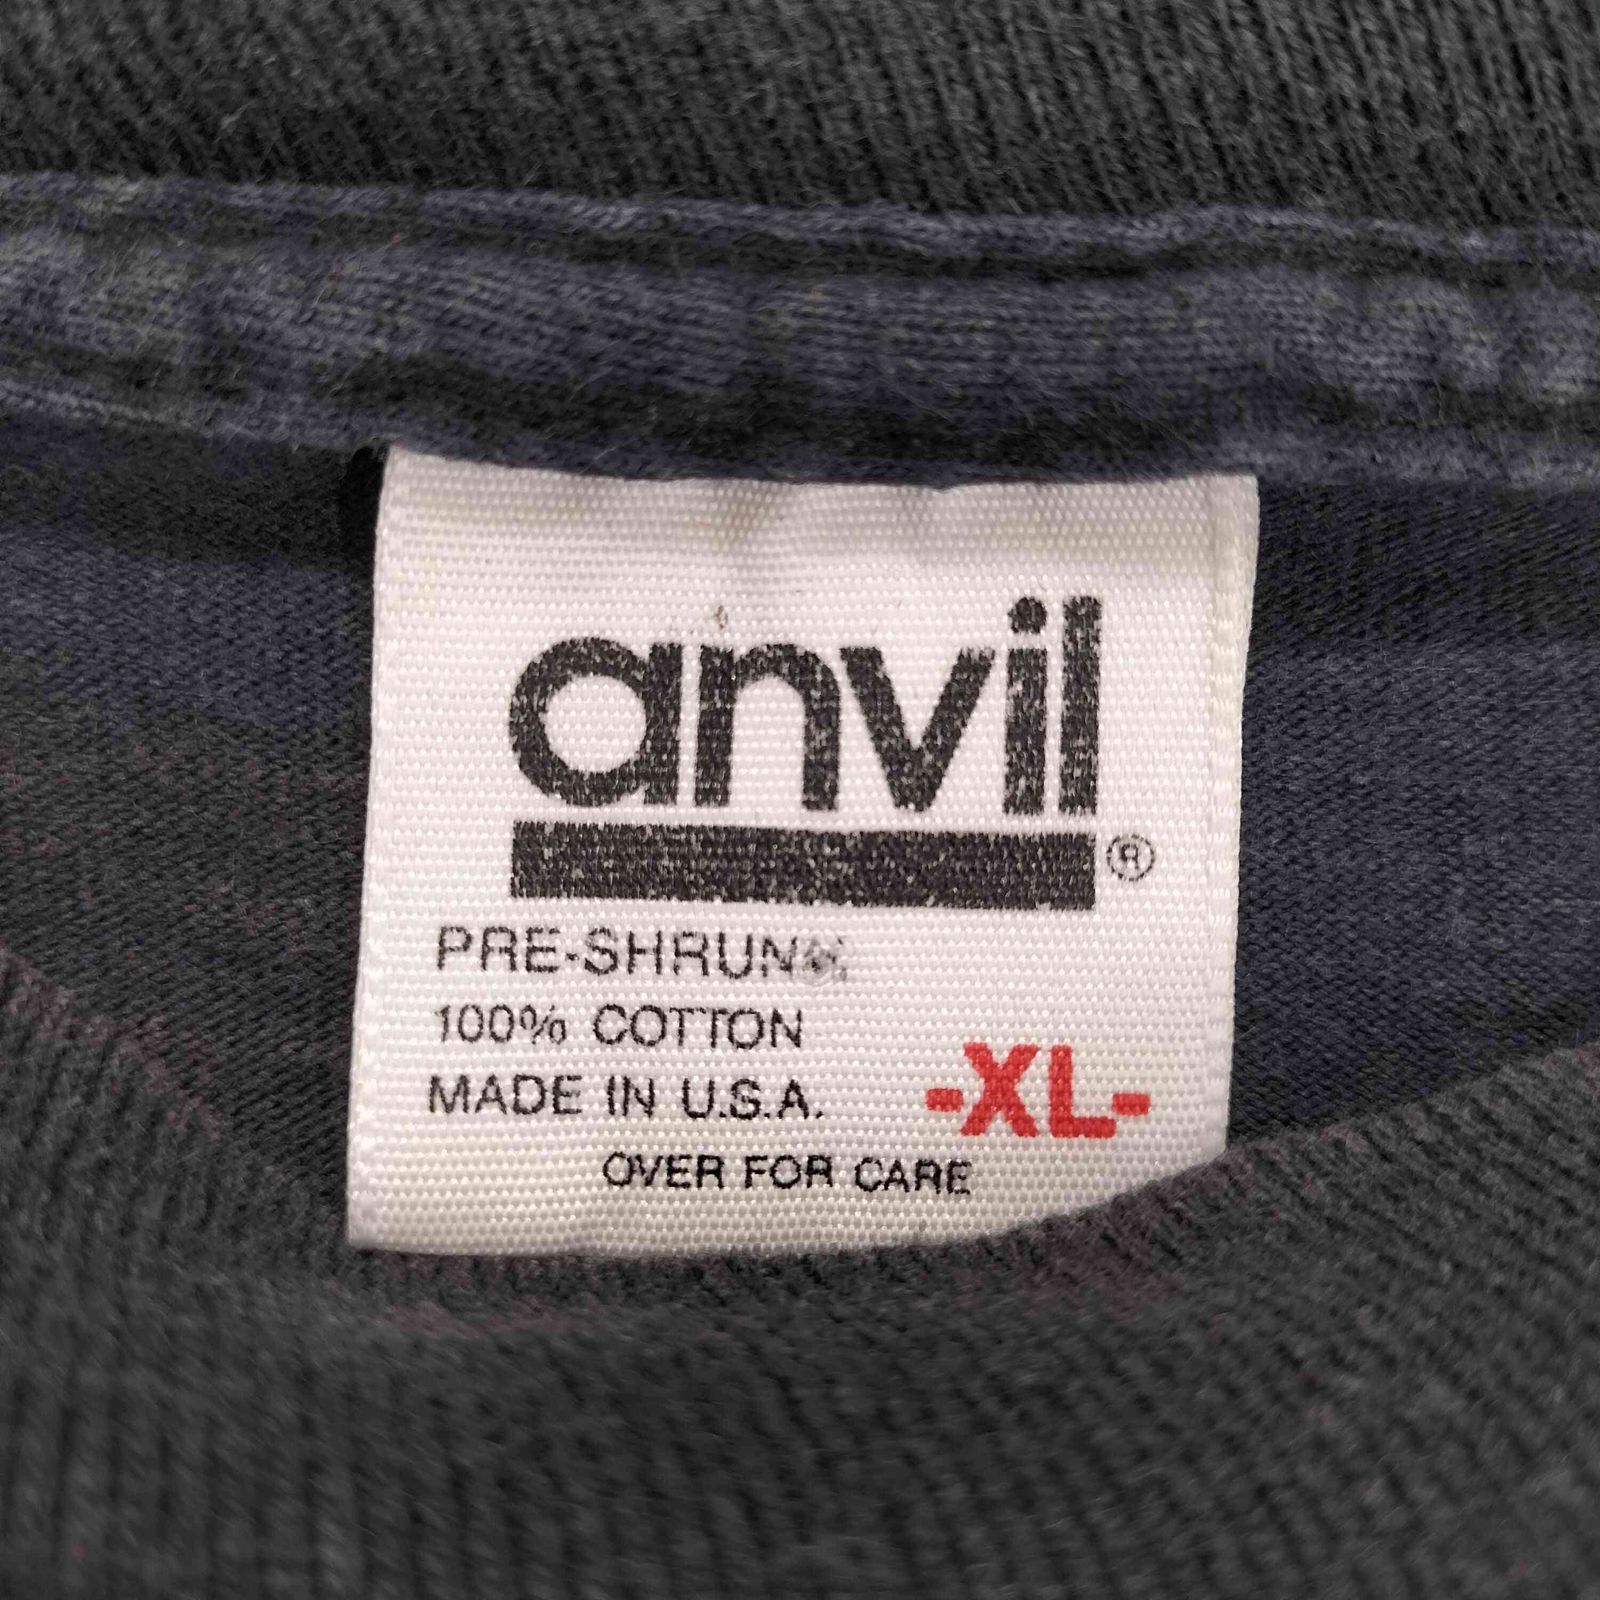 anvil
®
PRE-SHRUNK
100% COTTON
MADE IN U.S.A.
-XL-
OVER FOR CARE